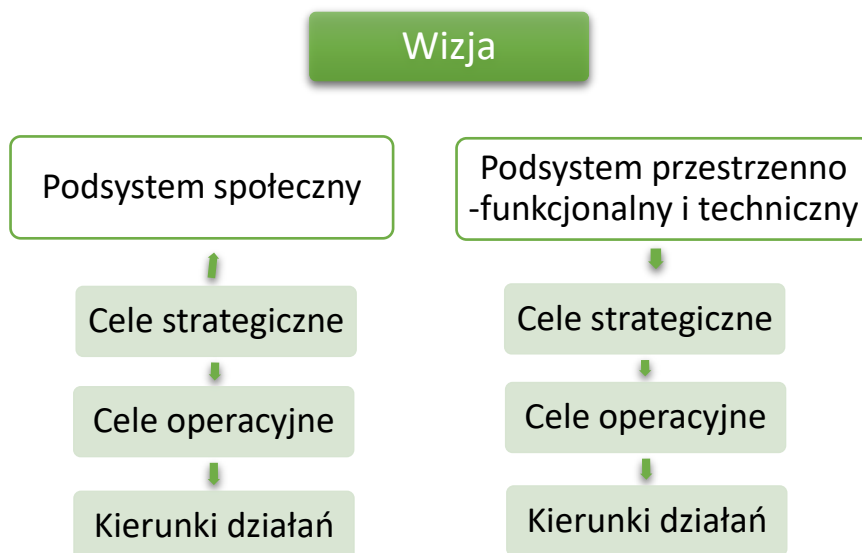 Wizja
Podsystem społeczny
Podsystem przestrzenno
-funkcjonalny i techniczny
Cele strategiczne
Cele operacyjne
Kierunki działań
Cele strategiczne
Cele operacyjne
Kierunki działań